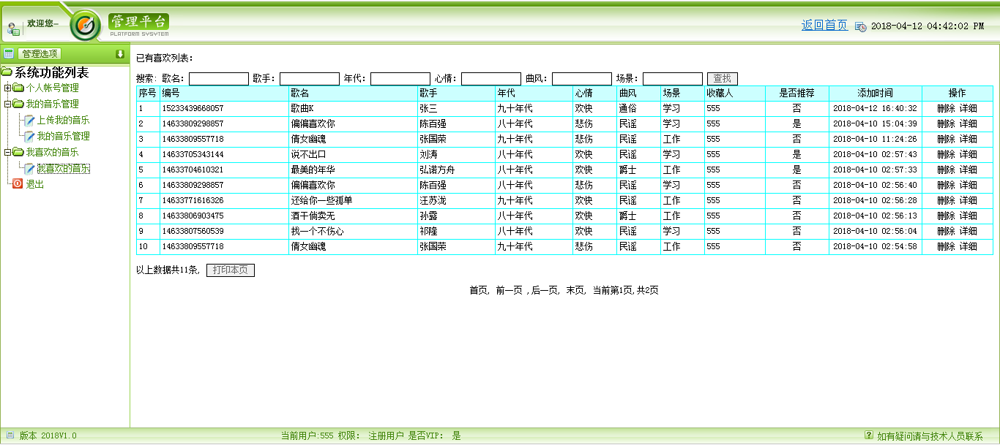 欢迎您—
管理平台
PLATFORM SYSYTEM
返回首页 2018-04-12 04:42:02 PM
管理选项
系统功能列表
个人帐号管理
我的音乐管理
上传我的音乐
我的音乐管理
我喜欢的音乐
我喜欢的音乐
退出
已有喜欢列表:
搜索: 歌名: 歌手: 年代: 心情: 曲风: 场景: 查找
序号 编号 歌名 歌手 年代 心情 曲风 场景 收藏人 是否推荐 添加时间 操作
1 15233439668057 歌曲K 张三 九十年代 欢快 通俗 学习 555 否 2018-04-12 16:40:32 删除 详细
2 14633809298857 偏偏喜欢你 陈百强 八十年代 悲伤 民谣 学习 555 是 2018-04-10 15:04:39 删除 详细
3 14633809557718 倩女幽魂 张国荣 九十年代 悲伤 民谣 工作 555 否 2018-04-10 11:24:26 删除 详细
4 14633705343144 说不出口 刘涛 八十年代 欢快 民谣 学习 555 是 2018-04-10 02:57:43 删除 详细
5 14633704610321 最美的年华 弘诺方舟 八十年代 欢快 爵士 工作 555 是 2018-04-10 02:57:33 删除 详细
6 14633809298857 偏偏喜欢你 陈百强 八十年代 悲伤 民谣 学习 555 否 2018-04-10 02:56:40 删除 详细
7 14633771616326 还给你一些孤单 汪苏泷 九十年代 欢快 民谣 工作 555 否 2018-04-10 02:56:28 删除 详细
8 14633806903475 酒干倘卖无 孙露 八十年代 欢快 爵士 工作 555 否 2018-04-10 02:56:13 删除 详细
9 14633807560539 找一个不伤心 祁隆 八十年代 欢快 民谣 学习 555 否 2018-04-10 02:56:04 删除 详细
10 14633809557718 倩女幽魂 张国荣 九十年代 悲伤 民谣 工作 555 否 2018-04-10 02:54:58 删除 详细
以上数据共11条, 打印本页
首页, 前一页 ,后一页, 末页, 当前第1页,共2页
版本 2018V1.0 当前用户:555 权限: 注册用户 是否VIP: 是 如有疑问请与技术人员联系